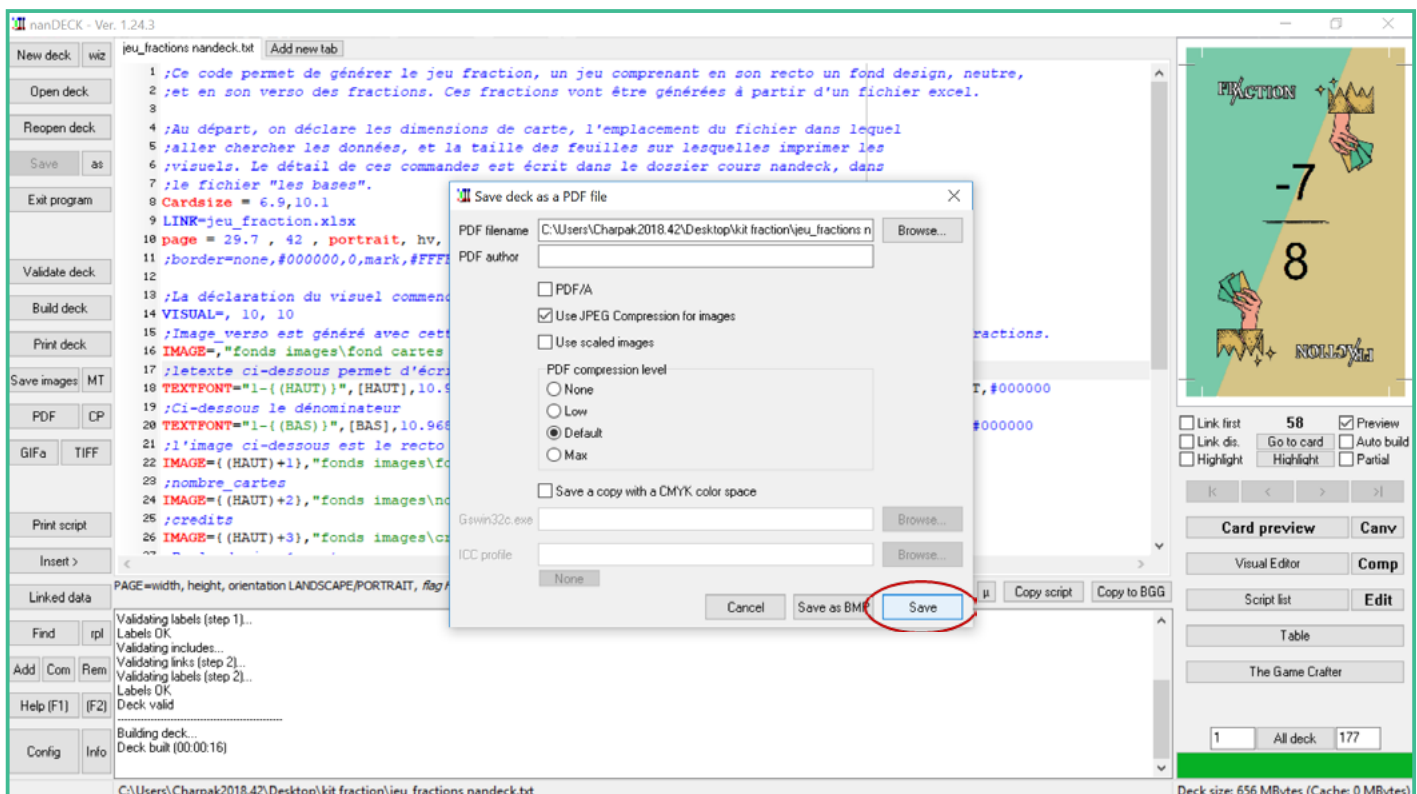 nanDECK - Ver. 1.24.3
New deck wiz
Open deck
Reopen deck
Save as
Exit program
Validate deck
Build deck
Print deck
Save images MT
PDF CP
GIFa TIFF
Print script
Insert >
Linked data
Find rpl
Add Com Rem
Help (F1) (F2)
Config Info
jeu_fractions nandeck.txt Add new tab
1 ;Ce code permet de générer le jeu fraction, un jeu comprenant en son recto un fond design, neutre,
2 ;et en son verso des fractions. Ces fractions vont être générées à partir d'un fichier excel.
3
4 ;Au départ, on déclare les dimensions de carte, l'emplacement du fichier dans lequel
5 ;aller chercher les données, et la taille des feuilles sur lesquelles imprimer les
6 ;visuels. Le détail de ces commandes est écrit dans le dossier cours nandeck, dans
7 ;le fichier "les bases".
8 Cardsize = 6.9,10.1
9 LINK=jeu_fraction.xlsx
10 page = 29.7 , 42 , portrait, hv,
11 ;border=none,#000000,0,mark,#FFF
12
13 ;La déclaration du visuel commen
14 VISUAL=, 10, 10
15 ;Image_verso est généré avec cett ractions.
16 IMAGE=,"fonds images\fond cartes
17 ;letexte ci-dessous permet d'écri
18 TEXTFONT="1-{(HAUT)}",[HAUT],10.9 T,#000000
19 ;Ci-dessous le dénominateur
20 TEXTFONT="1-{(BAS)}",[BAS],10.968 #000000
21 ;l'image ci-dessous est le recto
22 IMAGE={(HAUT)+1},"fonds images\fo
23 ;nombre_cartes
24 IMAGE={(HAUT)+2},"fonds images\no
25 ;credits
26 IMAGE={(HAUT)+3},"fonds images\cr
PAGE=width, height, orientation LANDSCAPE/PORTRAIT, flag
µ Copy script Copy to BGG
Validating labels (step 1)...
Labels OK
Validating includes...
Validating links (step 2)...
Validating labels (step 2)...
Labels OK
Deck valid
Building deck...
Deck built (00:00:16)
C:\Users\Charpak2018.42\Desktop\kit fraction\jeu_fractions nandeck.txt
Save deck as a PDF file
PDF filename C:\Users\Charpak2018.42\Desktop\kit fraction\jeu_fractions n Browse...
PDF author
PDF/A
Use JPEG Compression for images
Use scaled images
PDF compression level
None
Low
Default
Max
Save a copy with a CMYK color space
Gswin32c.exe Browse...
ICC profile Browse...
None
Cancel Save as BMP Save
FRACTION
-7
8
FRACTION
Link first 58 Preview
Link dis. Go to card Auto build
Highlight Highlight Partial
|< < > >|
Card preview Canv
Visual Editor Comp
Script list Edit
Table
The Game Crafter
1 All deck 177
Deck size: 656 MBytes (Cache: 0 MBytes)